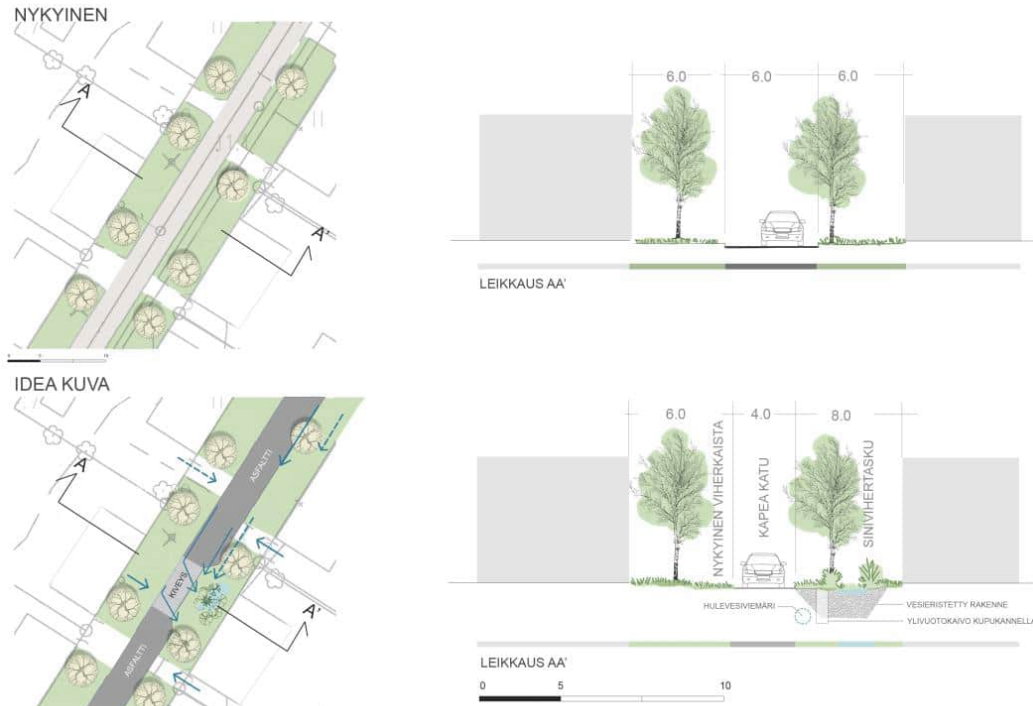 NYKYINEN
A
A'
6.0
6.0
6.0
LEIKKAUS AA'
IDEA KUVA
A
ASFALTTI
KIVEYS
ASFALTTI
A'
6.0
4.0
8.0
NYKYINEN VIHERKAISTA
KAPEA KATU
SINIVIHERTASKU
HULEVESIVIEMÄRI
VESIERISTETTY RAKENNE
YLIVUOTOKAIVO KUPUKANNELLA
LEIKKAUS AA'
0
5
10